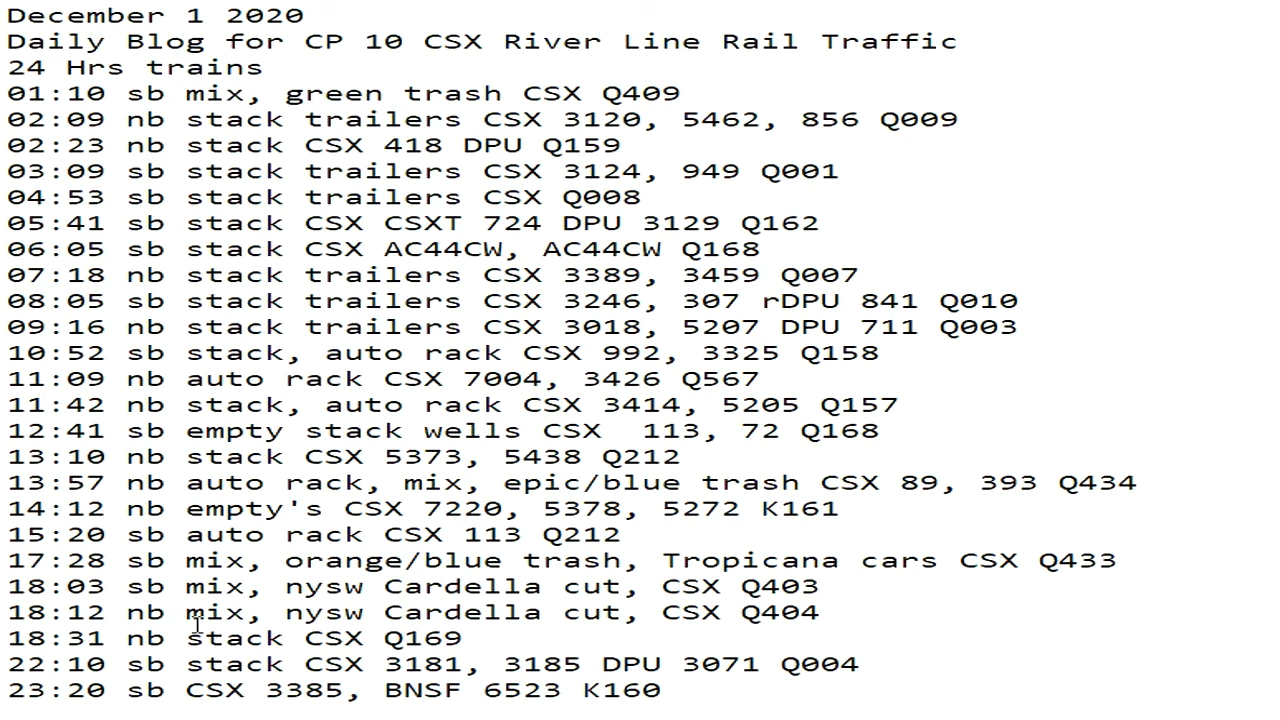 December 1 2020
Daily Blog for CP 10 CSX River Line Rail Traffic
24 Hrs trains
01:10 sb mix, green trash CSX Q409
02:09 nb stack trailers CSX 3120, 5462, 856 Q009
02:23 nb stack CSX 418 DPU Q159
03:09 sb stack trailers CSX 3124, 949 Q001
04:53 sb stack trailers CSX Q008
05:41 sb stack CSX CSXT 724 DPU 3129 Q162
06:05 sb stack CSX AC44CW, AC44CW Q168
07:18 nb stack trailers CSX 3389, 3459 Q007
08:05 sb stack trailers CSX 3246, 307 rDPU 841 Q010
09:16 nb stack trailers CSX 3018, 5207 DPU 711 Q003
10:52 sb stack, auto rack CSX 992, 3325 Q158
11:09 nb auto rack CSX 7004, 3426 Q567
11:42 nb stack, auto rack CSX 3414, 5205 Q157
12:41 sb empty stack wells CSX  113, 72 Q168
13:10 nb stack CSX 5373, 5438 Q212
13:57 nb auto rack, mix, epic/blue trash CSX 89, 393 Q434
14:12 nb empty's CSX 7220, 5378, 5272 K161
15:20 sb auto rack CSX 113 Q212
17:28 sb mix, orange/blue trash, Tropicana cars CSX Q433
18:03 sb mix, nysw Cardella cut, CSX Q403
18:12 nb mix, nysw Cardella cut, CSX Q404
18:31 nb stack CSX Q169
22:10 sb stack CSX 3181, 3185 DPU 3071 Q004
23:20 sb CSX 3385, BNSF 6523 K160